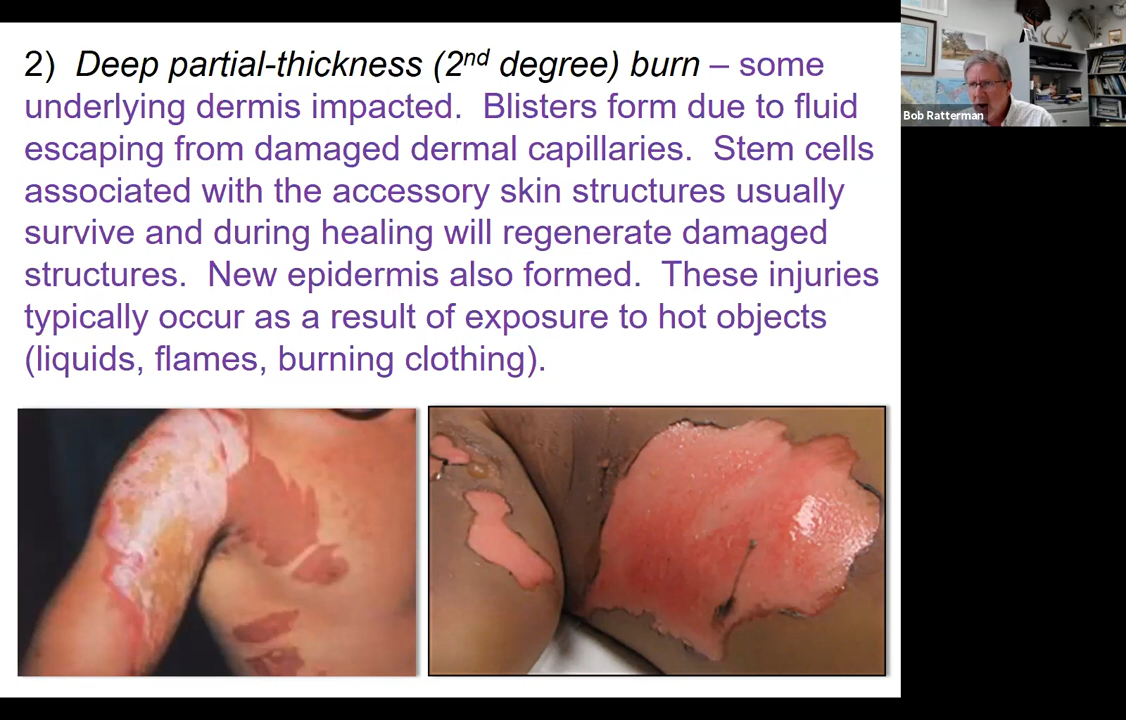 2) Deep partial-thickness (2nd degree) burn – some
underlying dermis impacted. Blisters form due to fluid
escaping from damaged dermal capillaries. Stem cells
associated with the accessory skin structures usually
survive and during healing will regenerate damaged
structures. New epidermis also formed. These injuries
typically occur as a result of exposure to hot objects
(liquids, flames, burning clothing).
Bob Ratterman